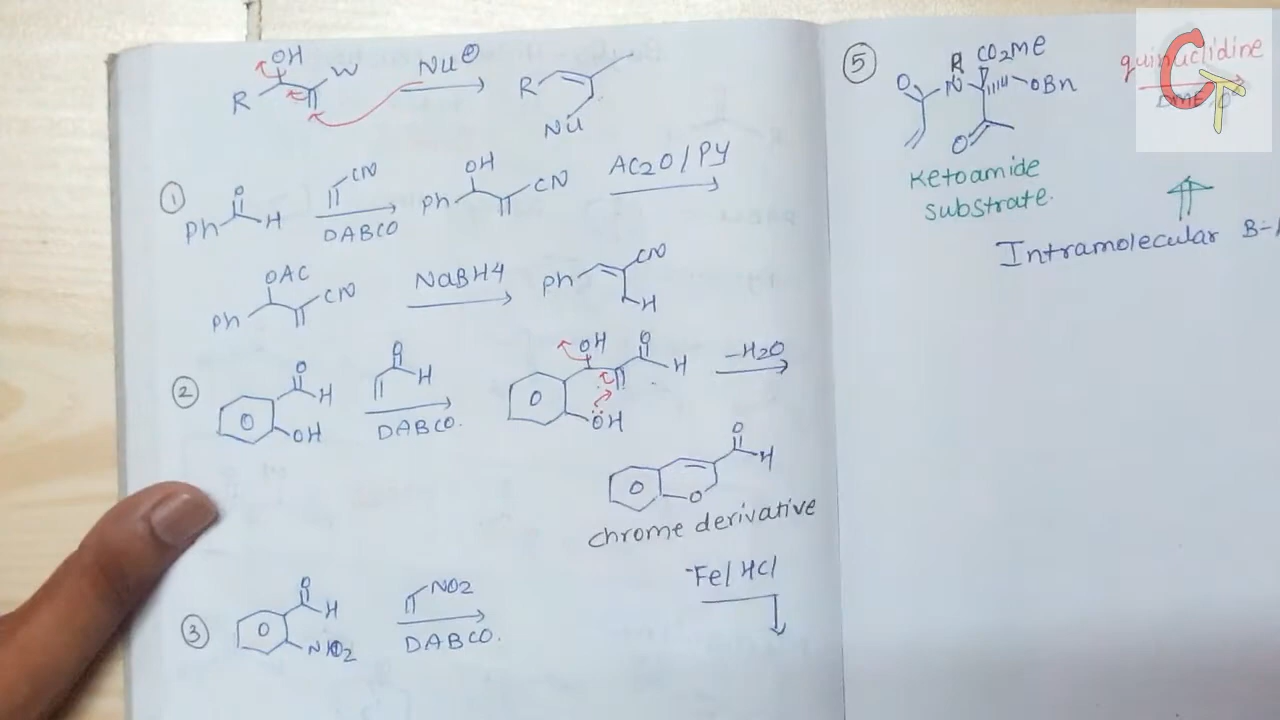 OH
W
R
Nu⊖
R
Nu
①
O
Ph
H
CN
DABCO
OH
Ph
CN
AC2O / PY
OAC
Ph
CN
NaBH4
Ph
CN
H
②
O
H
O
OH
O
H
DABCO.
OH
O
H
O
ÖH
-H2O
O
H
O
O
chrome derivative
③
O
H
O
NO2
NO2
DABCO.
Fe / HCl
⑤
O
R
N
CO2Me
OBn
O
Ketoamide
substrate.
quinuclidine
Intramolecular B-
CT